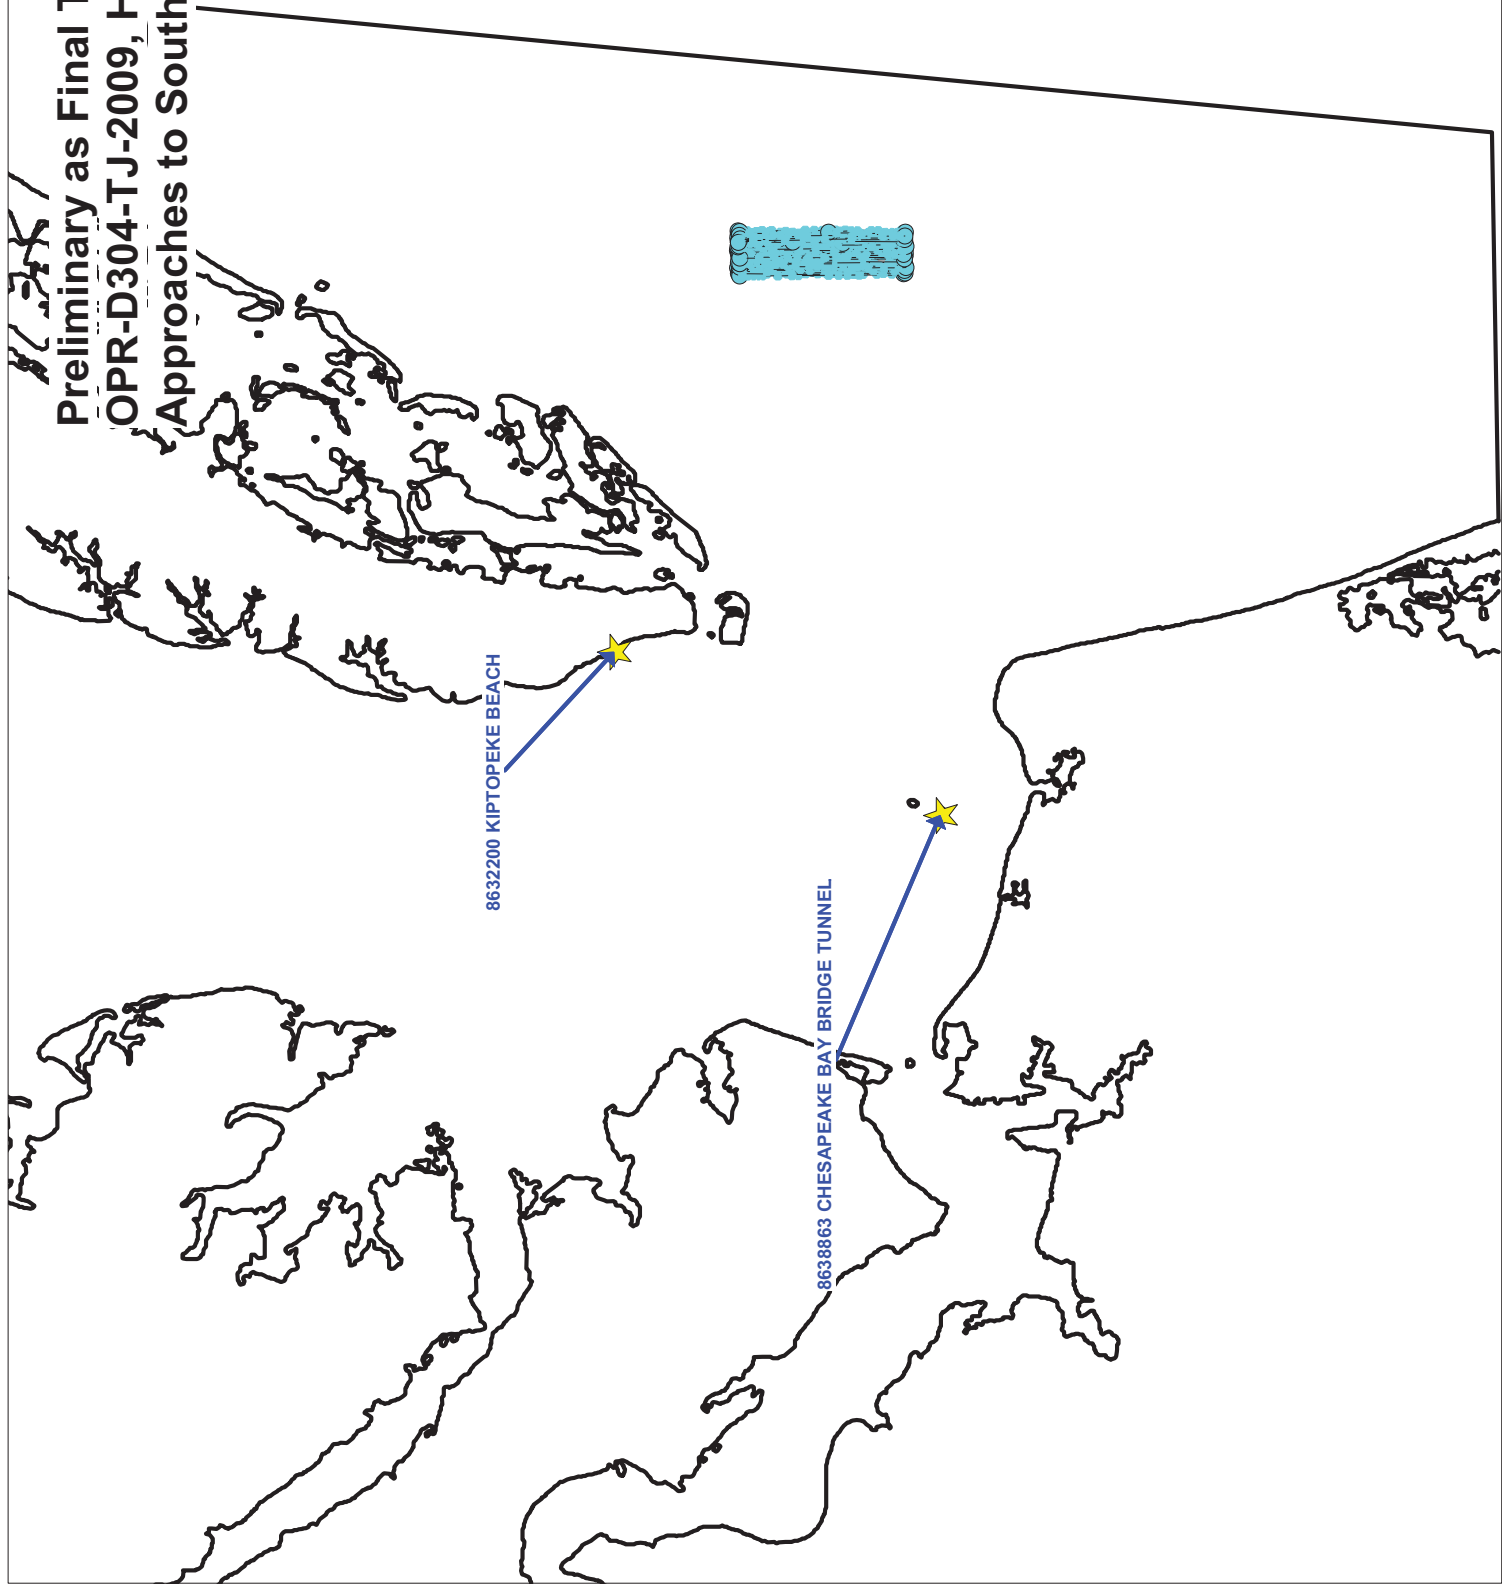 Preliminary as Final
OPR-D304-TJ-2009,
Approaches to South
8632200 KIPTOPEKE BEACH
8638863 CHESAPEAKE BAY BRIDGE TUNNEL